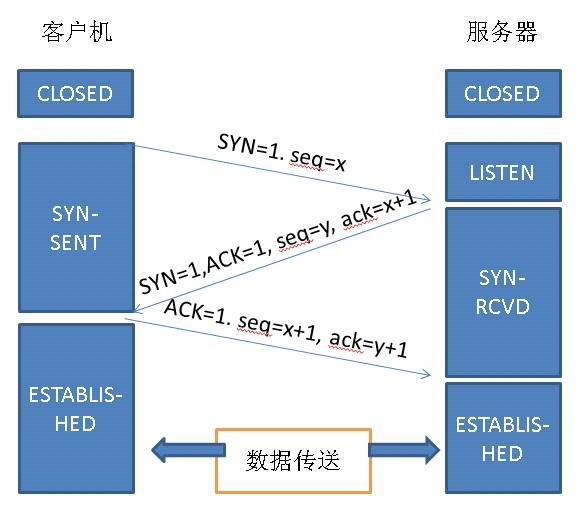 客户机
服务器
CLOSED
CLOSED
SYN=1. seq=x
LISTEN
SYN-
SENT
SYN=1,ACK=1, seq=y, ack=x+1
SYN-
RCVD
ACK=1. seq=x+1, ack=y+1
ESTABLIS-
HED
ESTABLIS-
HED
数据传送